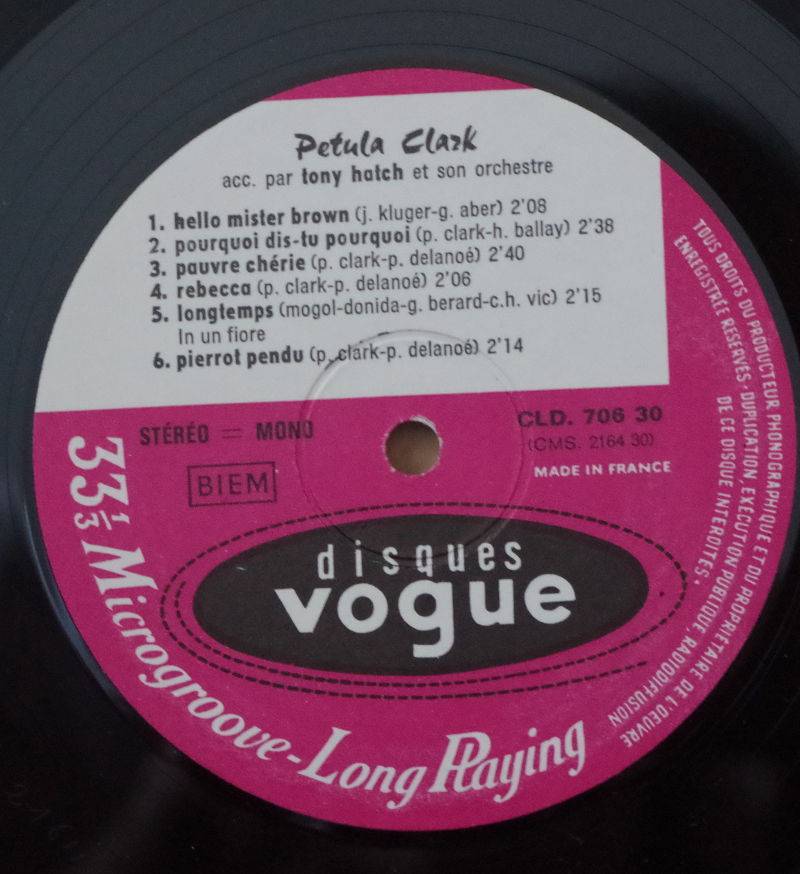 Petula Clark
acc. par tony hatch et son orchestre
1. hello mister brown (j. kluger-g. aber) 2'08
2. pourquoi dis-tu pourquoi (p. clark-h. ballay) 2'38
3. pauvre chérie (p. clark-p. delanoé) 2'40
4. rebecca (p. clark-p. delanoé) 2'06
5. longtemps (mogol-donida-g. berard-c.h. vic) 2'15
In un fiore
6. pierrot pendu (p. clark-p. delanoé) 2'14
STÉRÉO = MONO
BIEM
CLD. 706 30
(CMS. 2164 30)
MADE IN FRANCE
disques
vogue
33 1/3 Microgroove-Long Playing
TOUS DROITS DU PRODUCTEUR PHONOGRAPHIQUE ET DU PROPRIÉTAIRE DE L'OEUVRE
ENREGISTRÉE RÉSERVÉS. DUPLICATION EXÉCUTION PUBLIQUE RADIODIFFUSION
DE CE DISQUE INTERDITES.